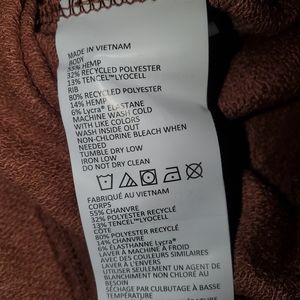 MADE IN VIETNAM
BODY
55% HEMP
32% RECYCLED POLYESTER
13% TENCEL™LYOCELL
RIB
80% RECYCLED POLYESTER
14% HEMP
6% Lycra® ELASTANE
MACHINE WASH COLD
WITH LIKE COLORS
WASH INSIDE OUT
NON-CHLORINE BLEACH WHEN
NEEDED
TUMBLE DRY LOW
IRON LOW
DO NOT DRY CLEAN
FABRIQUÉ AU VIETNAM
CORPS
55% CHANVRE
32% POLYESTER RECYCLÉ
13% TENCEL™LYOCELL
CÔTE
80% POLYESTER RECYCLÉ
14% CHANVRE
6% ÉLASTHANNE Lycra®
LAVER À MACHINE À FROID
AVEC DES COULEURS SIMILAIRES
LAVER À L'ENVERS
UTILISER SEULEMENT UN AGENT DE
BLANCHIMENT NON CHLORÉ AU
BESOIN
SÉCHAGE PAR CULBUTAGE À BASSE
TEMPÉRATURE